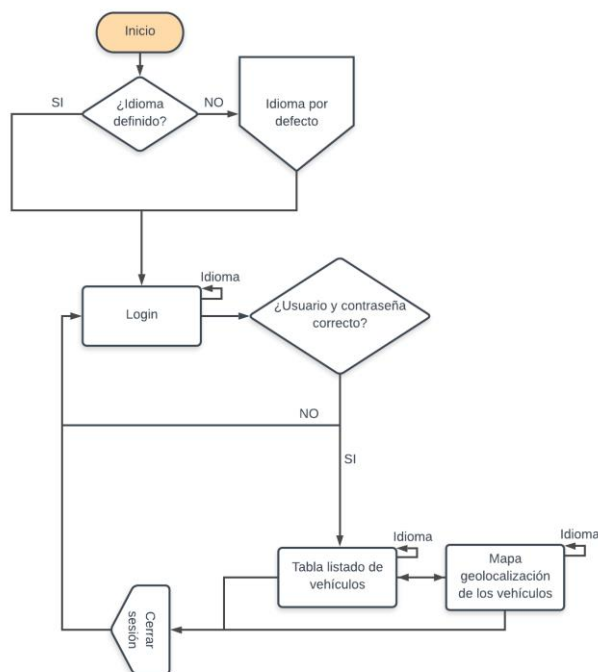 Inicio
SI
¿Idioma
definido?
NO
Idioma por
defecto
Idioma
Login
¿Usuario y contraseña
correcto?
NO
SI
Idioma
Tabla listado de
vehículos
Idioma
Mapa
geolocalización
de los vehículos
Cerrar
sesión